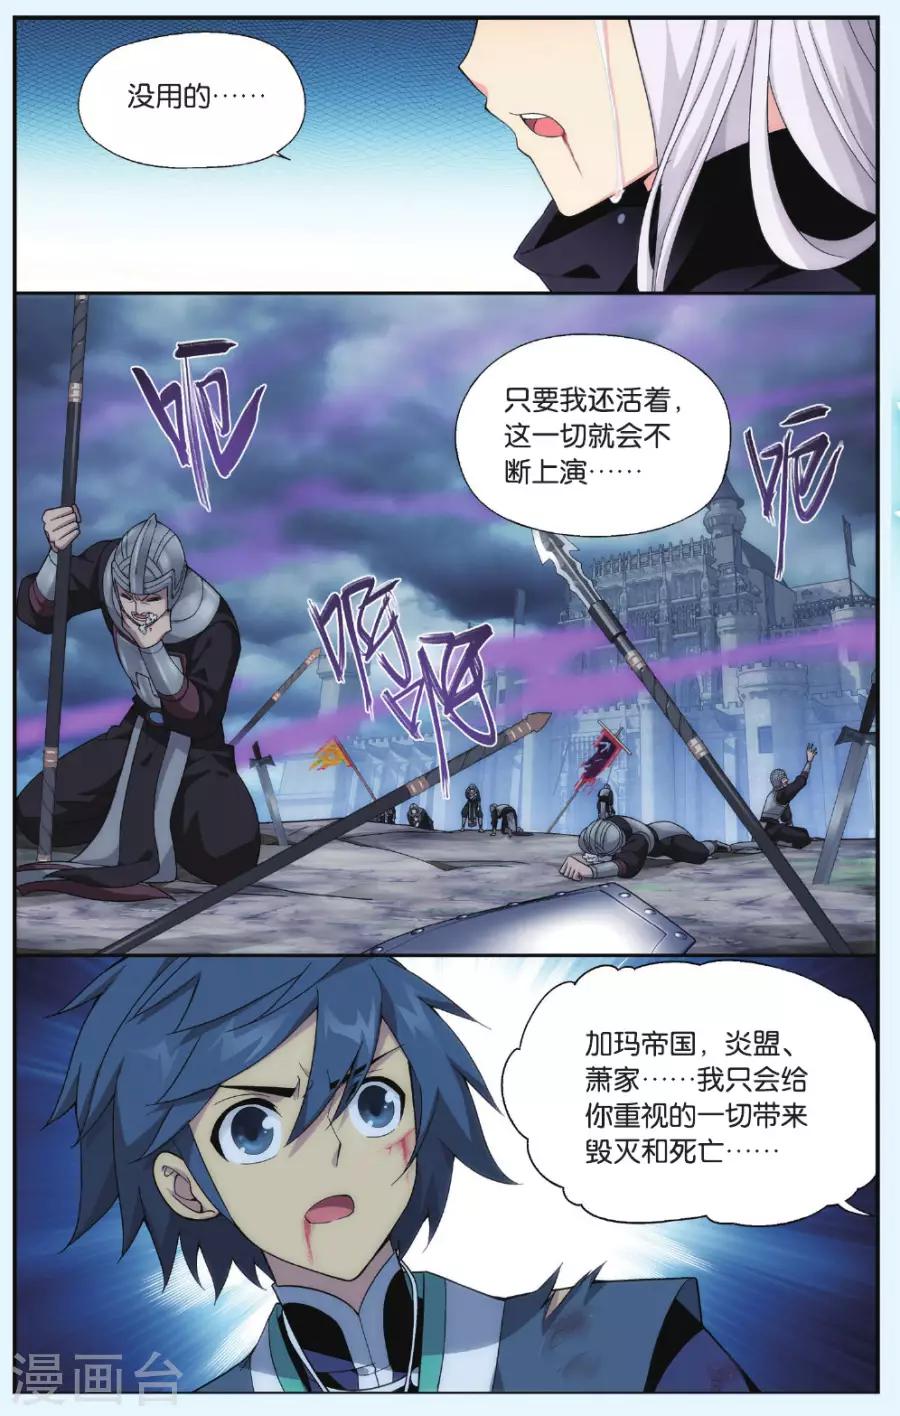 没用的……
只要我还活着，
这一切就会不
断上演……
呃
呃
啊
啊
加玛帝国，炎盟、
萧家……我只会给
你重视的一切带来
毁灭和死亡……
漫画台